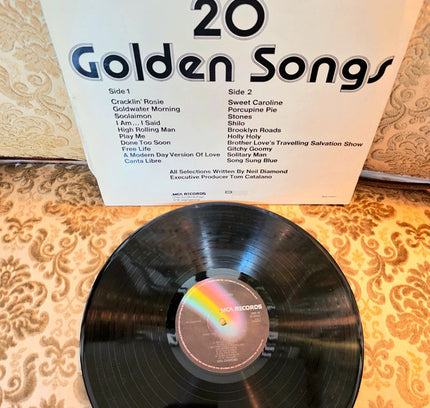 20
Golden Songs
Side 1
Cracklin' Rosie
Goldwater Morning
Soolaimon
I Am... I Said
High Rolling Man
Play Me
Done Too Soon
Free Life
A Modern Day Version Of Love
Canta Libre
Side 2
Sweet Caroline
Porcupine Pie
Stones
Shilo
Brooklyn Roads
Holly Holy
Brother Love's Travelling Salvation Show
Gitchy Goomy
Solitary Man
Song Sung Blue
All Selections Written By Neil Diamond
Executive Producer Tom Catalano
MCA RECORDS
MCA RECORDS